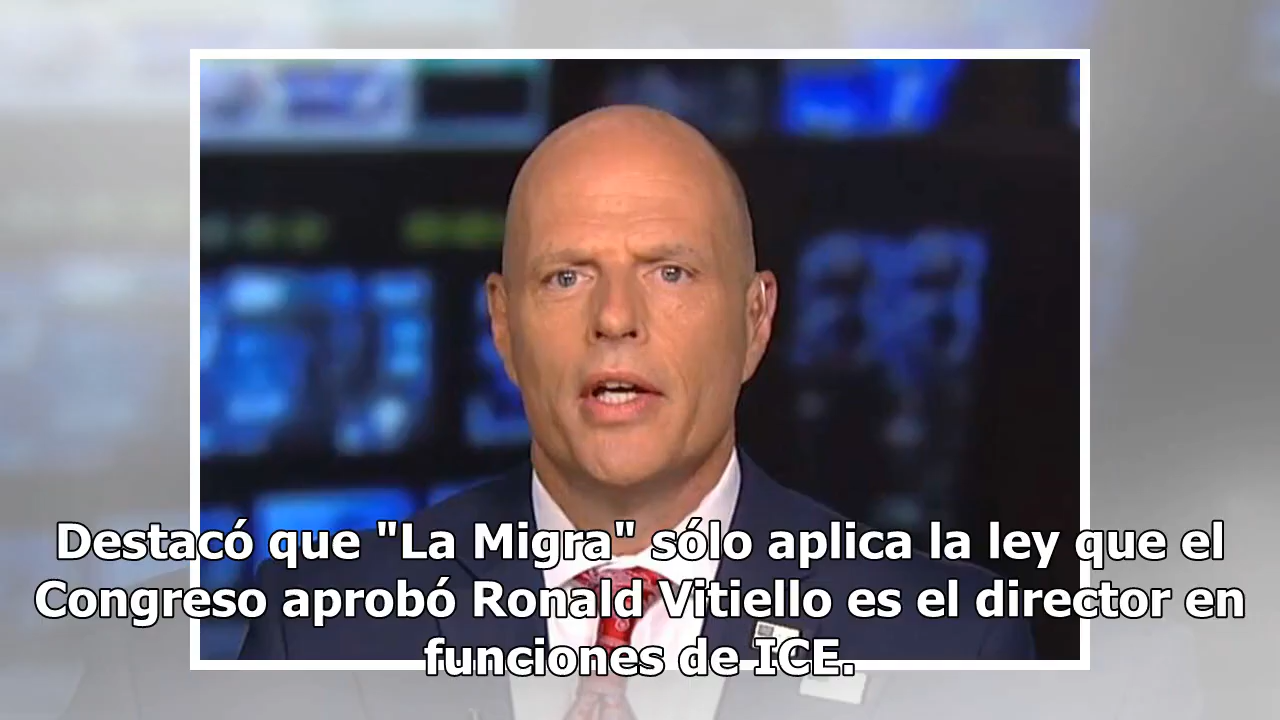 Destacó que "La Migra" sólo aplica la ley que el
Congreso aprobó Ronald Vitiello es el director en
funciones de ICE.